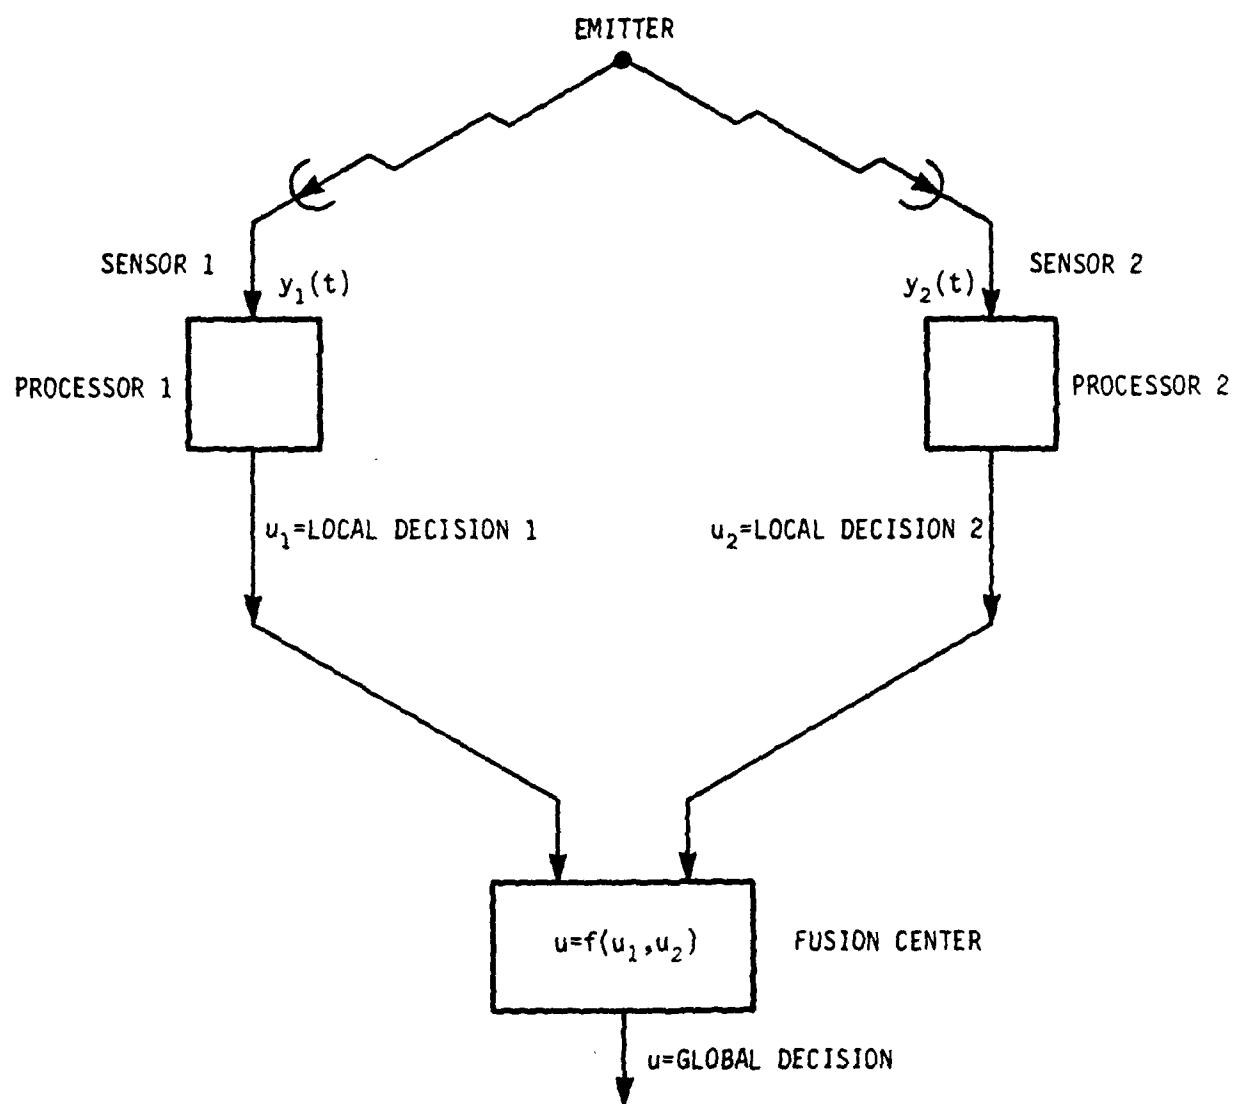 EMITTER
SENSOR 1
SENSOR 2
y₁(t)
y₂(t)
PROCESSOR 1
PROCESSOR 2
u₁=LOCAL DECISION 1
u₂=LOCAL DECISION 2
u=f(u₁,u₂)
FUSION CENTER
u=GLOBAL DECISION